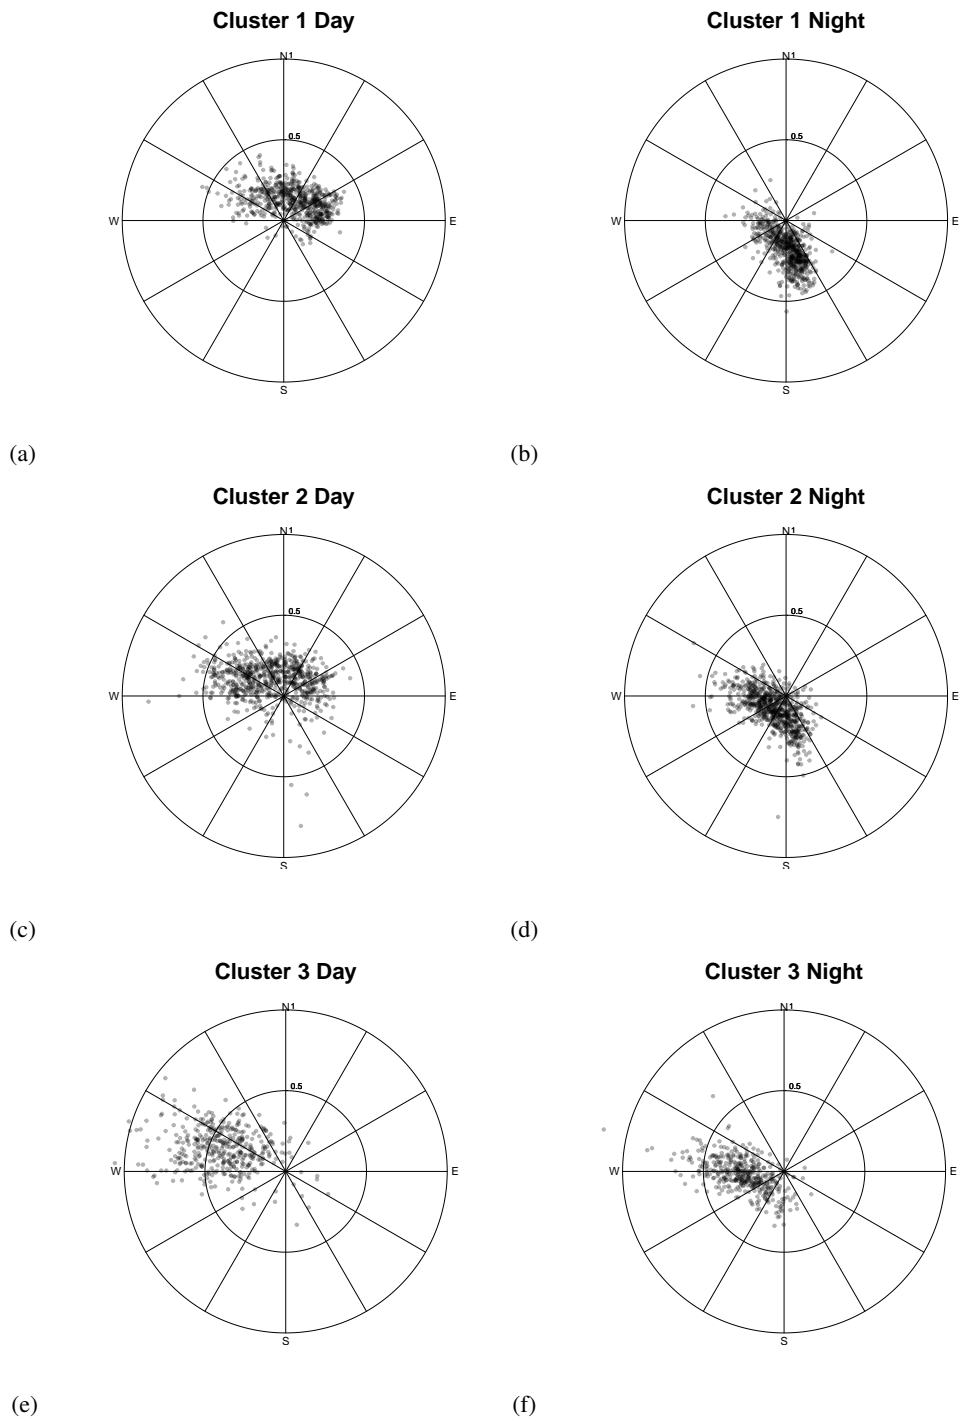 Cluster 1 Day Cluster 1 Night
N1 N1
0.5 0.5
W E W E
S S
(a) (b)
Cluster 2 Day Cluster 2 Night
N1 N1
0.5 0.5
W E W E
S S
(c) (d)
Cluster 3 Day Cluster 3 Night
N1 N1
0.5 0.5
W E W E
S S
(e) (f)